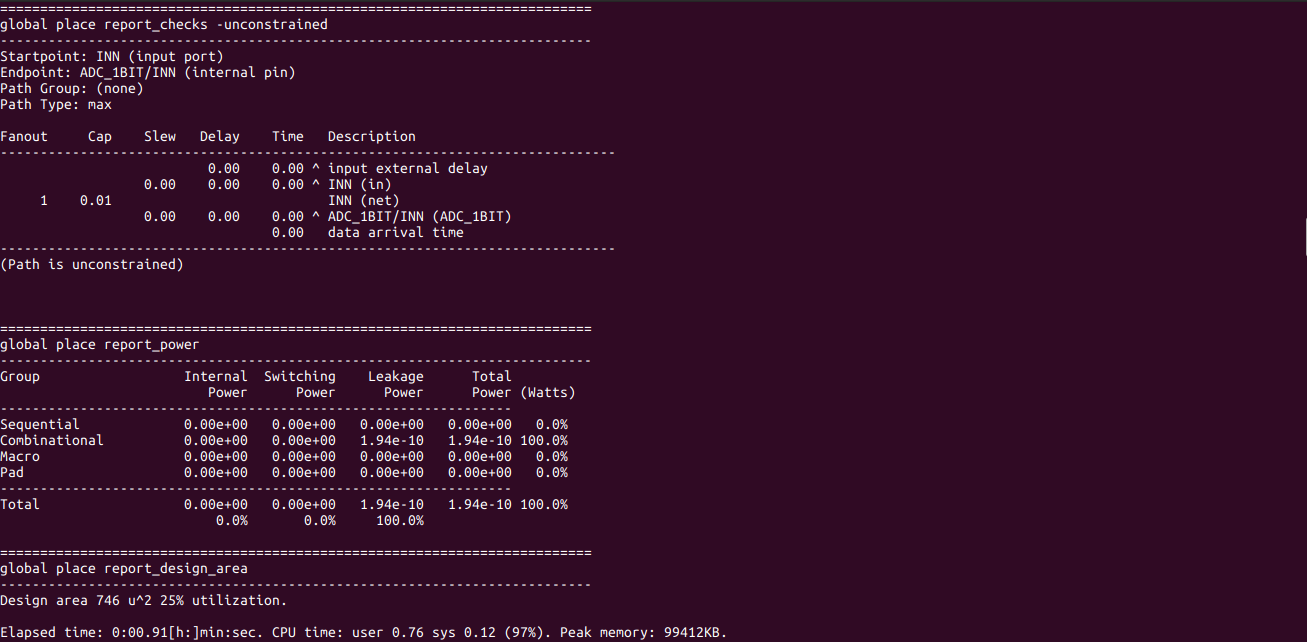 ==========================================================================
global place report_checks -unconstrained
--------------------------------------------------------------------------
Startpoint: INN (input port)
Endpoint: ADC_1BIT/INN (internal pin)
Path Group: (none)
Path Type: max
Fanout     Cap    Slew   Delay    Time   Description
-----------------------------------------------------------------------------
                          0.00    0.00 ^ input external delay
                  0.00    0.00    0.00 ^ INN (in)
     1    0.01                           INN (net)
                  0.00    0.00    0.00 ^ ADC_1BIT/INN (ADC_1BIT)
                                  0.00   data arrival time
-----------------------------------------------------------------------------
(Path is unconstrained)
==========================================================================
global place report_power
--------------------------------------------------------------------------
Group                  Internal  Switching    Leakage      Total
                          Power      Power      Power      Power (Watts)
----------------------------------------------------------------
Sequential             0.00e+00   0.00e+00   0.00e+00   0.00e+00   0.0%
Combinational          0.00e+00   0.00e+00   1.94e-10   1.94e-10 100.0%
Macro                  0.00e+00   0.00e+00   0.00e+00   0.00e+00   0.0%
Pad                    0.00e+00   0.00e+00   0.00e+00   0.00e+00   0.0%
----------------------------------------------------------------
Total                  0.00e+00   0.00e+00   1.94e-10   1.94e-10 100.0%
                           0.0%       0.0%     100.0%
==========================================================================
global place report_design_area
--------------------------------------------------------------------------
Design area 746 u^2 25% utilization.
Elapsed time: 0:00.91[h:]min:sec. CPU time: user 0.76 sys 0.12 (97%). Peak memory: 99412KB.